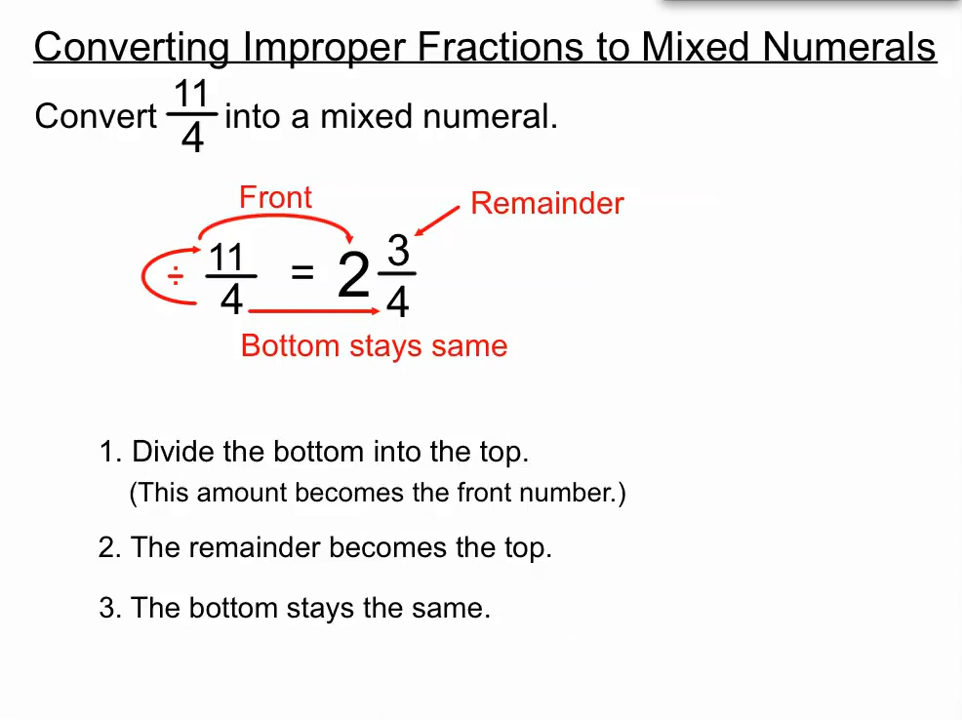 Converting Improper Fractions to Mixed Numerals
Convert 11/4 into a mixed numeral.
Front
Remainder
÷ 11/4 = 2 3/4
Bottom stays same
1. Divide the bottom into the top.
(This amount becomes the front number.)
2. The remainder becomes the top.
3. The bottom stays the same.